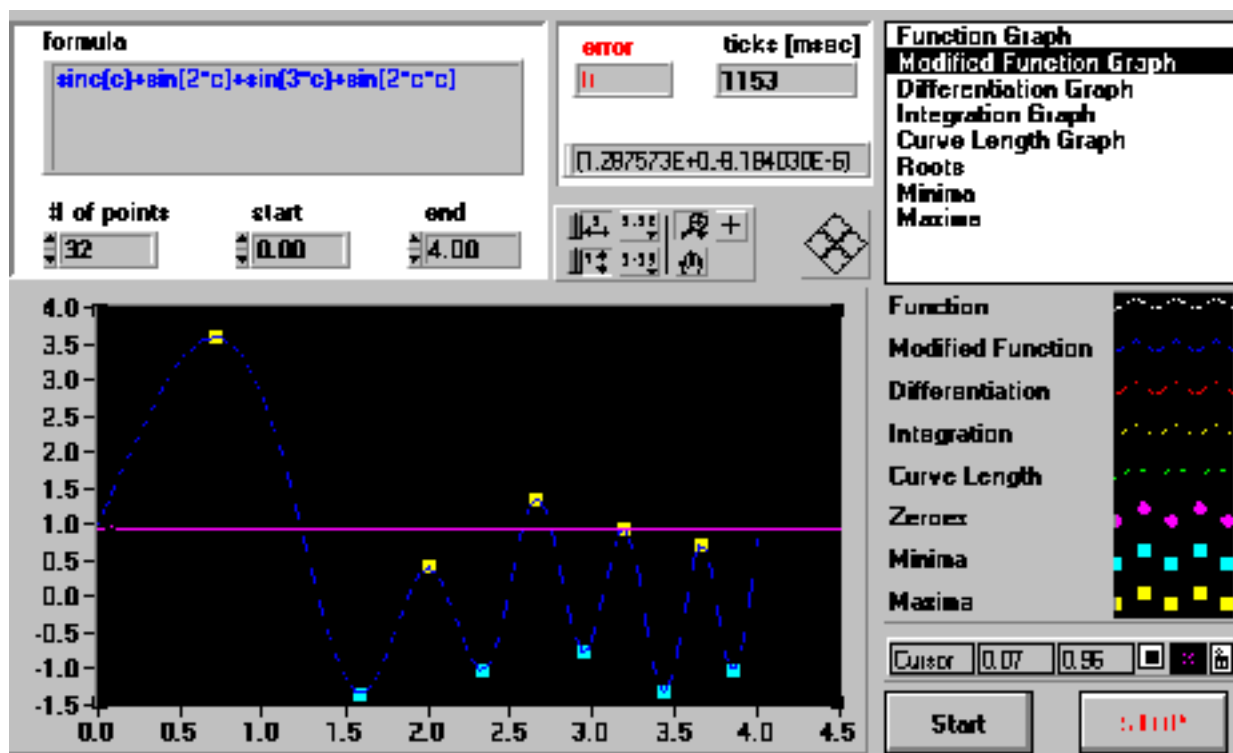 formula
sinc(c)+sin(2*c)+sin(3*c)+sin(2*c*c)
# of points
start
end
32
0.00
4.00
error
ticks [msec]
1153
(1.287573E+0,-8.184030E-6)
Function Graph
Modified Function Graph
Differentiation Graph
Integration Graph
Curve Length Graph
Roots
Minima
Maxima
4.0
3.5
3.0
2.5
2.0
1.5
1.0
0.5
0.0
-0.5
-1.0
-1.5
0.0 0.5 1.0 1.5 2.0 2.5 3.0 3.5 4.0 4.5
Function
Modified Function
Differentiation
Integration
Curve Length
Zeroes
Minima
Maxima
Cursor 0.07 0.96
Start